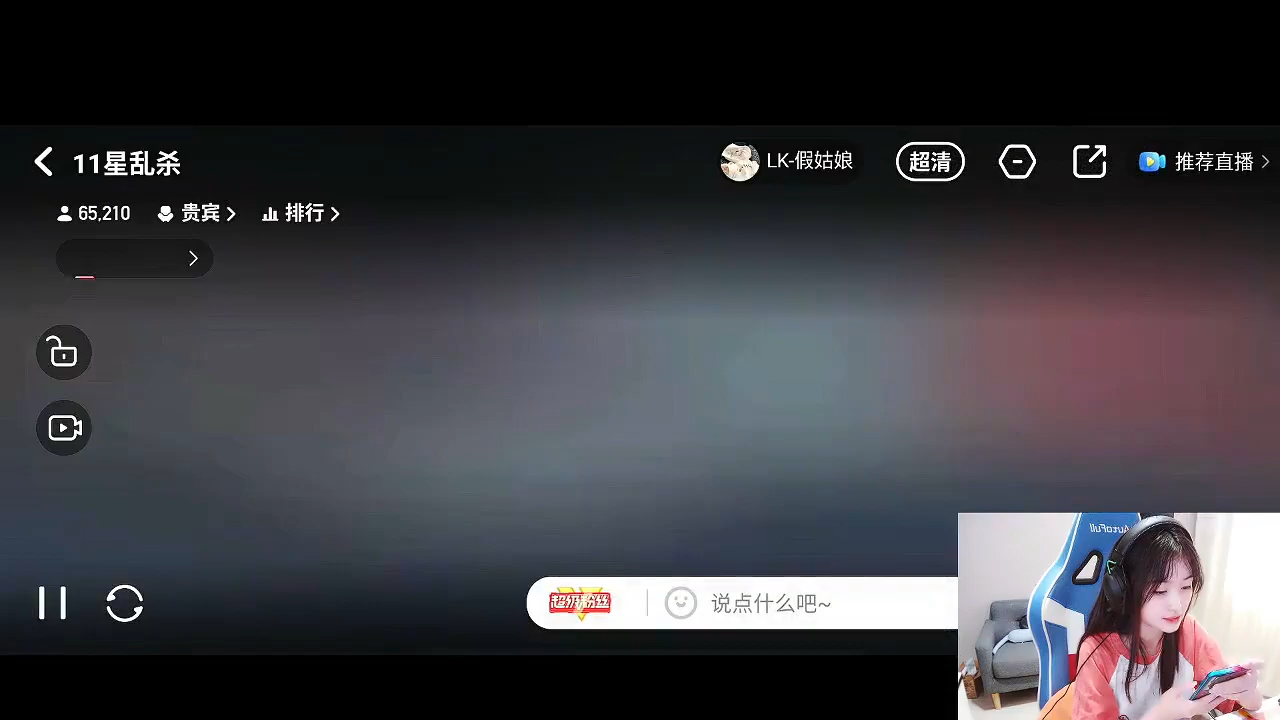 11星乱杀
LK-假姑娘
超清
推荐直播
65,210
贵宾
排行
超级粉丝
说点什么吧~
AutoFull